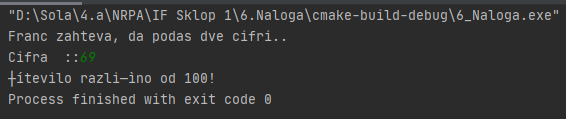 "D:\Sola\4.a\NRPA\IF Sklop 1\6.Naloga\cmake-build-debug\6_Naloga.exe"
Franc zahteva, da podas dve cifri..
Cifra  ::69
┼ítevilo razli─ìno od 100!
Process finished with exit code 0